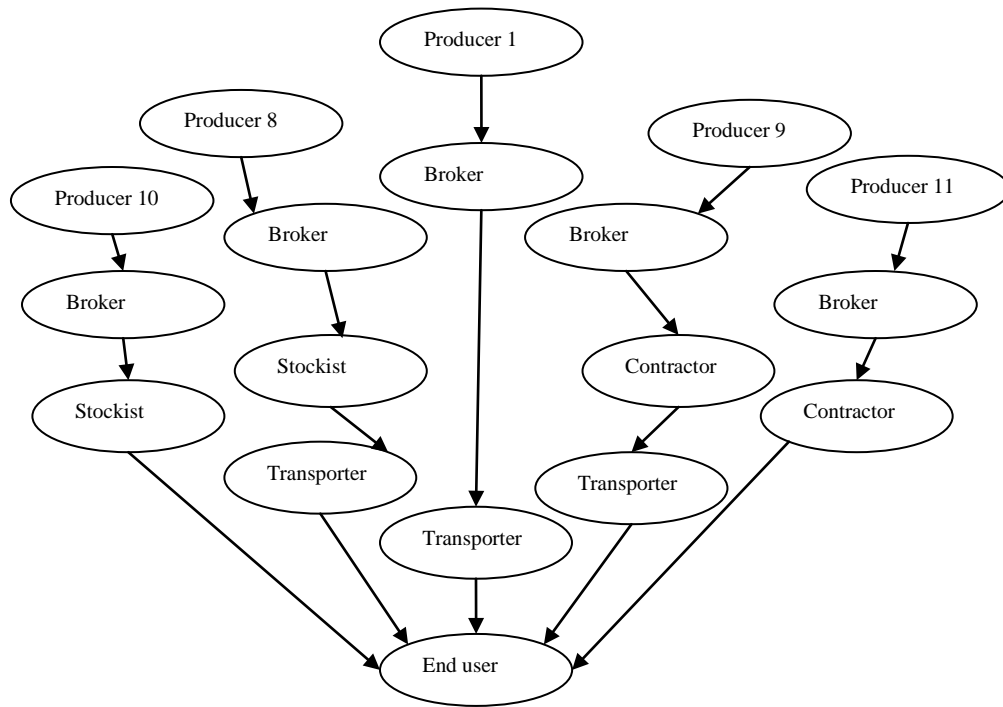 Producer 1
Producer 8
Producer 9
Producer 10
Producer 11
Broker
Broker
Broker
Broker
Broker
Stockist
Contractor
Stockist
Contractor
Transporter
Transporter
Transporter
End user